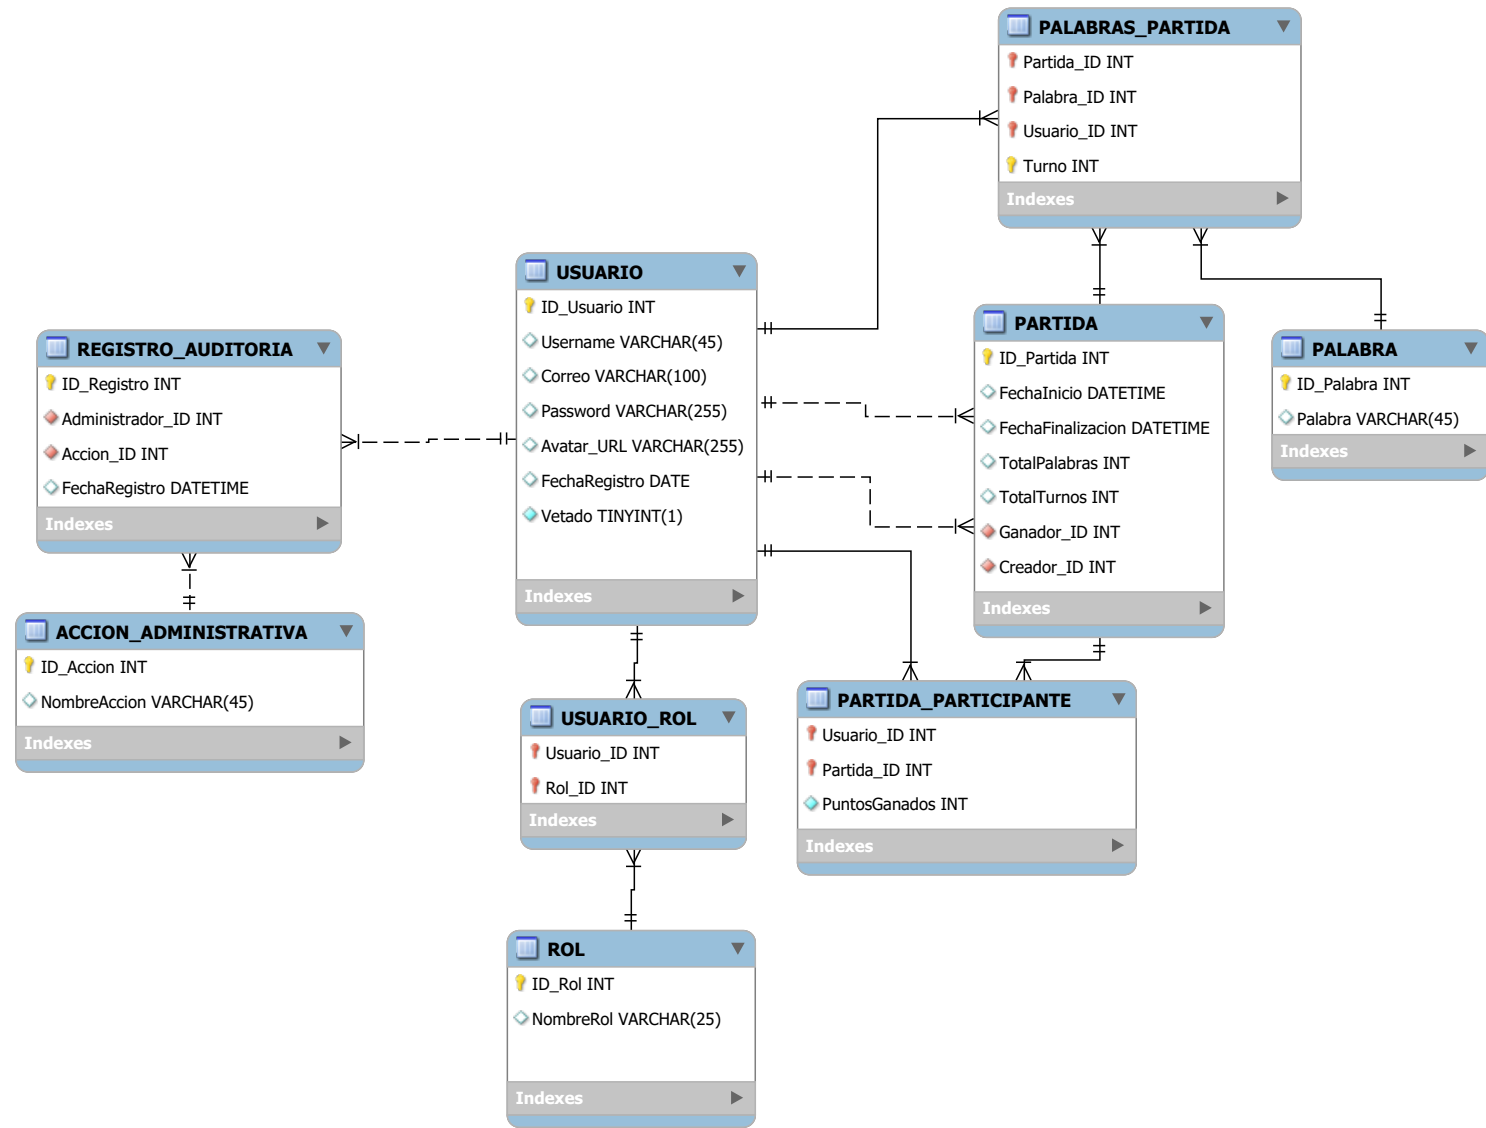 PALABRAS_PARTIDA
Partida_ID INT
Palabra_ID INT
Usuario_ID INT
Turno INT
Indexes
USUARIO
ID_Usuario INT
Username VARCHAR(45)
Correo VARCHAR(100)
Password VARCHAR(255)
Avatar_URL VARCHAR(255)
FechaRegistro DATE
Vetado TINYINT(1)
Indexes
PARTIDA
ID_Partida INT
FechaInicio DATETIME
FechaFinalizacion DATETIME
TotalPalabras INT
TotalTurnos INT
Ganador_ID INT
Creador_ID INT
Indexes
PALABRA
ID_Palabra INT
Palabra VARCHAR(45)
Indexes
REGISTRO_AUDITORIA
ID_Registro INT
Administrador_ID INT
Accion_ID INT
FechaRegistro DATETIME
Indexes
ACCION_ADMINISTRATIVA
ID_Accion INT
NombreAccion VARCHAR(45)
Indexes
USUARIO_ROL
Usuario_ID INT
Rol_ID INT
Indexes
PARTIDA_PARTICIPANTE
Usuario_ID INT
Partida_ID INT
PuntosGanados INT
Indexes
ROL
ID_Rol INT
NombreRol VARCHAR(25)
Indexes